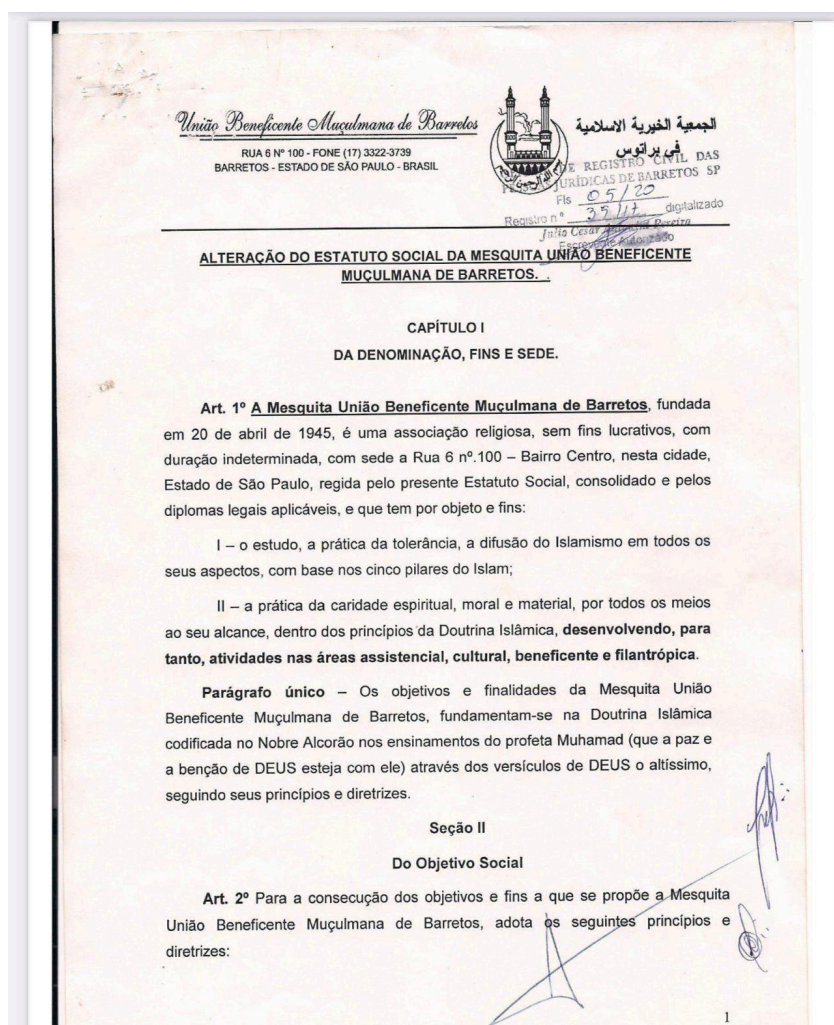 União Beneficente Muçulmana de Barretos
RUA 6 Nº 100 - FONE (17) 3322-3739
BARRETOS - ESTADO DE SÃO PAULO - BRASIL
الجمعية الخيرية الاسلامية
في براتوس
DE REGISTRO CIVIL DAS
JURÍDICAS DE BARRETOS SP
Fls 05/20
Registro nº digitalizado
Julio Cesar Pereira
Escrevente Autorizado
ALTERAÇÃO DO ESTATUTO SOCIAL DA MESQUITA UNIÃO BENEFICENTE
MUÇULMANA DE BARRETOS. .
CAPÍTULO I
DA DENOMINAÇÃO, FINS E SEDE.
Art. 1º A Mesquita União Beneficente Muçulmana de Barretos, fundada
em 20 de abril de 1945, é uma associação religiosa, sem fins lucrativos, com
duração indeterminada, com sede a Rua 6 nº.100 – Bairro Centro, nesta cidade,
Estado de São Paulo, regida pelo presente Estatuto Social, consolidado e pelos
diplomas legais aplicáveis, e que tem por objeto e fins:
I – o estudo, a prática da tolerância, a difusão do Islamismo em todos os
seus aspectos, com base nos cinco pilares do Islam;
II – a prática da caridade espiritual, moral e material, por todos os meios
ao seu alcance, dentro dos princípios da Doutrina Islâmica, desenvolvendo, para
tanto, atividades nas áreas assistencial, cultural, beneficente e filantrópica.
Parágrafo único – Os objetivos e finalidades da Mesquita União
Beneficente Muçulmana de Barretos, fundamentam-se na Doutrina Islâmica
codificada no Nobre Alcorão nos ensinamentos do profeta Muhamad (que a paz e
a benção de DEUS esteja com ele) através dos versículos de DEUS o altíssimo,
seguindo seus princípios e diretrizes.
Seção II
Do Objetivo Social
Art. 2º Para a consecução dos objetivos e fins a que se propõe a Mesquita
União Beneficente Muçulmana de Barretos, adota os seguintes princípios e
diretrizes:
1